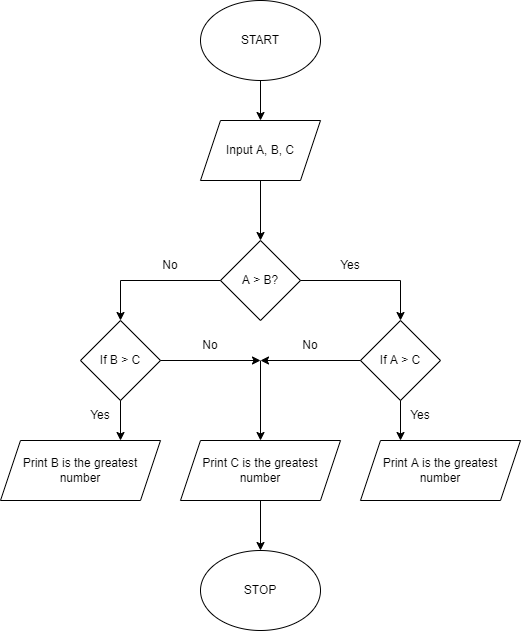 START
Input A, B, C
No
A > B?
Yes
If B > C
No
No
If A > C
Yes
Yes
Print B is the greatest
number
Print C is the greatest
number
Print A is the greatest
number
STOP